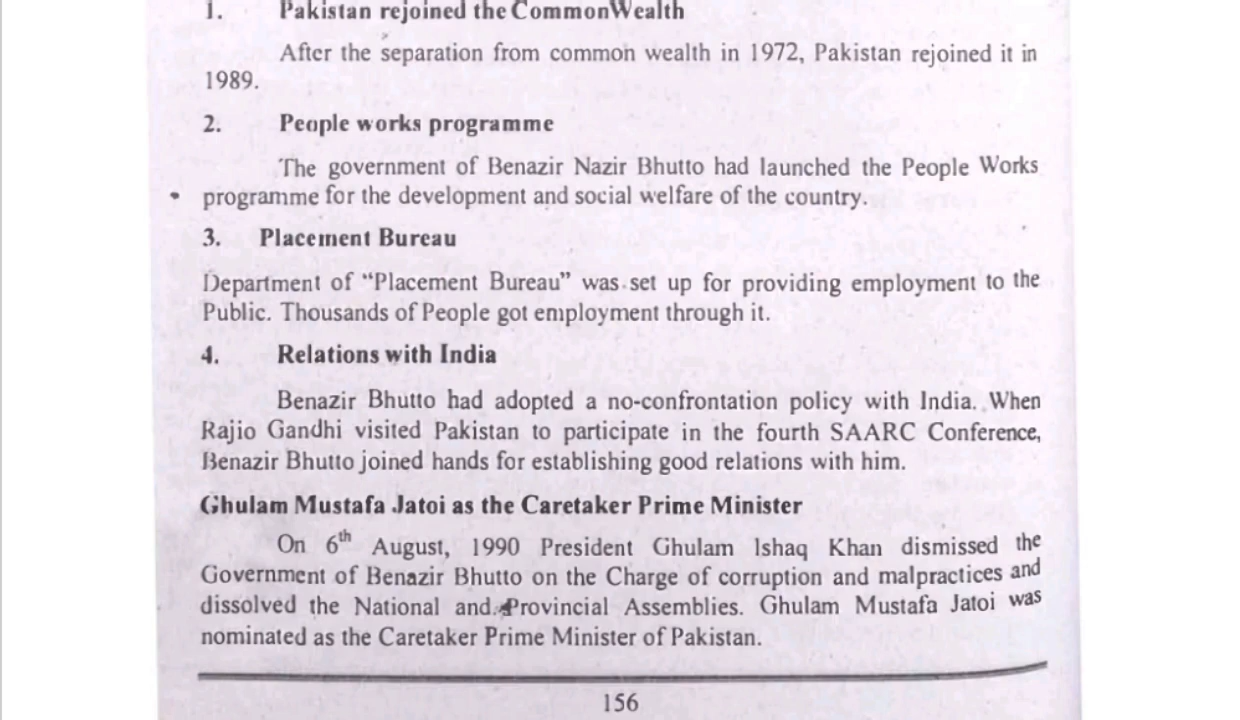 1. Pakistan rejoined the CommonWealth
After the separation from common wealth in 1972, Pakistan rejoined it in
1989.
2. People works programme
The government of Benazir Nazir Bhutto had launched the People Works
programme for the development and social welfare of the country.
3. Placement Bureau
Department of “Placement Bureau” was set up for providing employment to the
Public. Thousands of People got employment through it.
4. Relations with India
Benazir Bhutto had adopted a no-confrontation policy with India. When
Rajio Gandhi visited Pakistan to participate in the fourth SAARC Conference,
Benazir Bhutto joined hands for establishing good relations with him.
Ghulam Mustafa Jatoi as the Caretaker Prime Minister
On 6th August, 1990 President Ghulam Ishaq Khan dismissed the
Government of Benazir Bhutto on the Charge of corruption and malpractices and
dissolved the National and Provincial Assemblies. Ghulam Mustafa Jatoi was
nominated as the Caretaker Prime Minister of Pakistan.
156